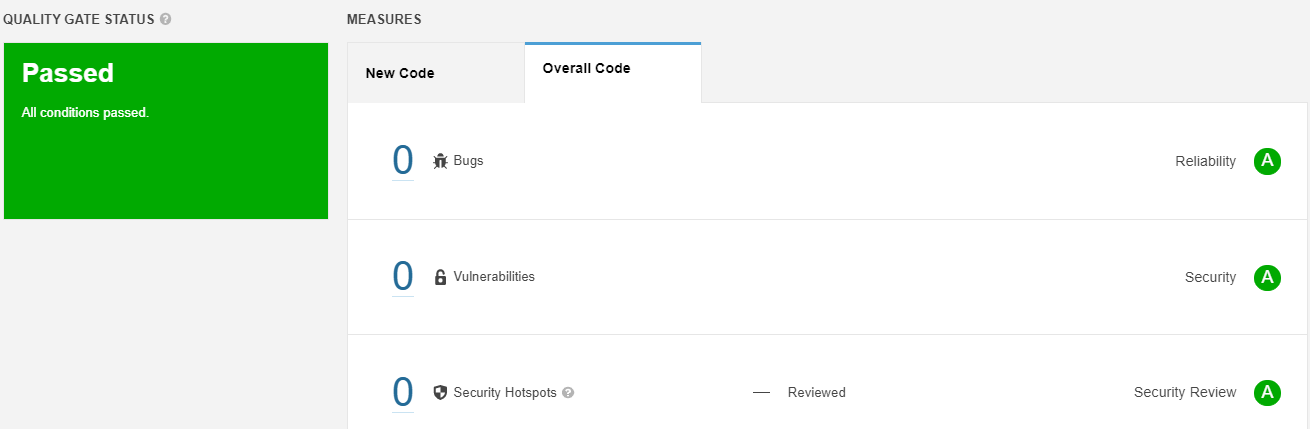 QUALITY GATE STATUS
MEASURES
Passed
All conditions passed.
New Code
Overall Code
0 Bugs Reliability A
0 Vulnerabilities Security A
0 Security Hotspots ? — Reviewed Security Review A